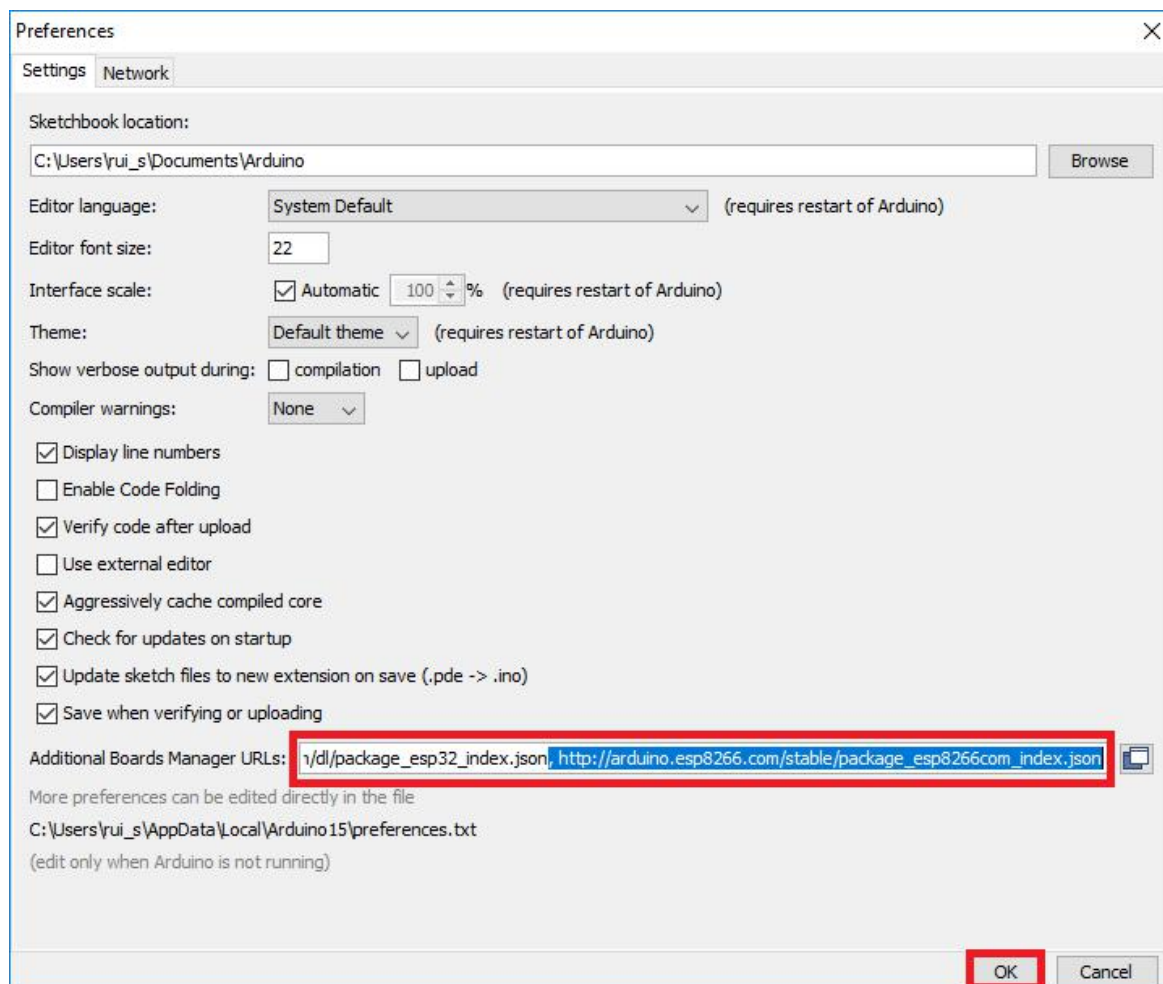 Preferences
Settings Network
Sketchbook location:
C:\Users\rui_s\Documents\Arduino Browse
Editor language: System Default (requires restart of Arduino)
Editor font size: 22
Interface scale: Automatic 100 % (requires restart of Arduino)
Theme: Default theme (requires restart of Arduino)
Show verbose output during: compilation upload
Compiler warnings: None
Display line numbers
Enable Code Folding
Verify code after upload
Use external editor
Aggressively cache compiled core
Check for updates on startup
Update sketch files to new extension on save (.pde -> .ino)
Save when verifying or uploading
Additional Boards Manager URLs: /dl/package_esp32_index.json, http://arduino.esp8266.com/stable/package_esp8266com_index.json
More preferences can be edited directly in the file
C:\Users\rui_s\AppData\Local\Arduino15\preferences.txt
(edit only when Arduino is not running)
OK Cancel